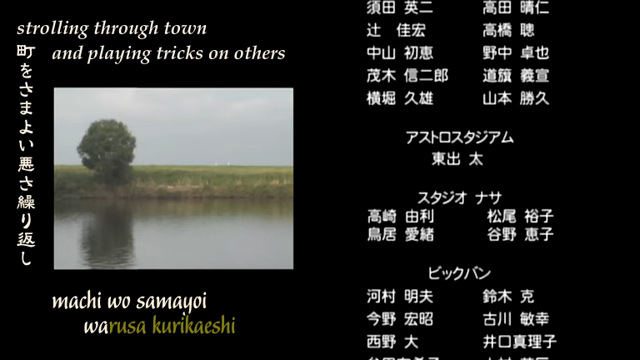 strolling through town
and playing tricks on others
町をさまよい悪さ繰り返し
machi wo samayoi
warusa kurikaeshi
須田 英二 高田 晴仁
辻 佳宏 高橋 聡
中山 初恵 野中 卓也
茂木 信二郎 道籏 義宣
横堀 久雄 山本 勝久
アストロスタジアム
東出 太
スタジオ ナサ
高崎 由利 松尾 裕子
鳥居 愛緒 谷野 恵子
ビックバン
河村 明夫 鈴木 克
今野 宏昭 古川 敏幸
西野 大 井口真理子